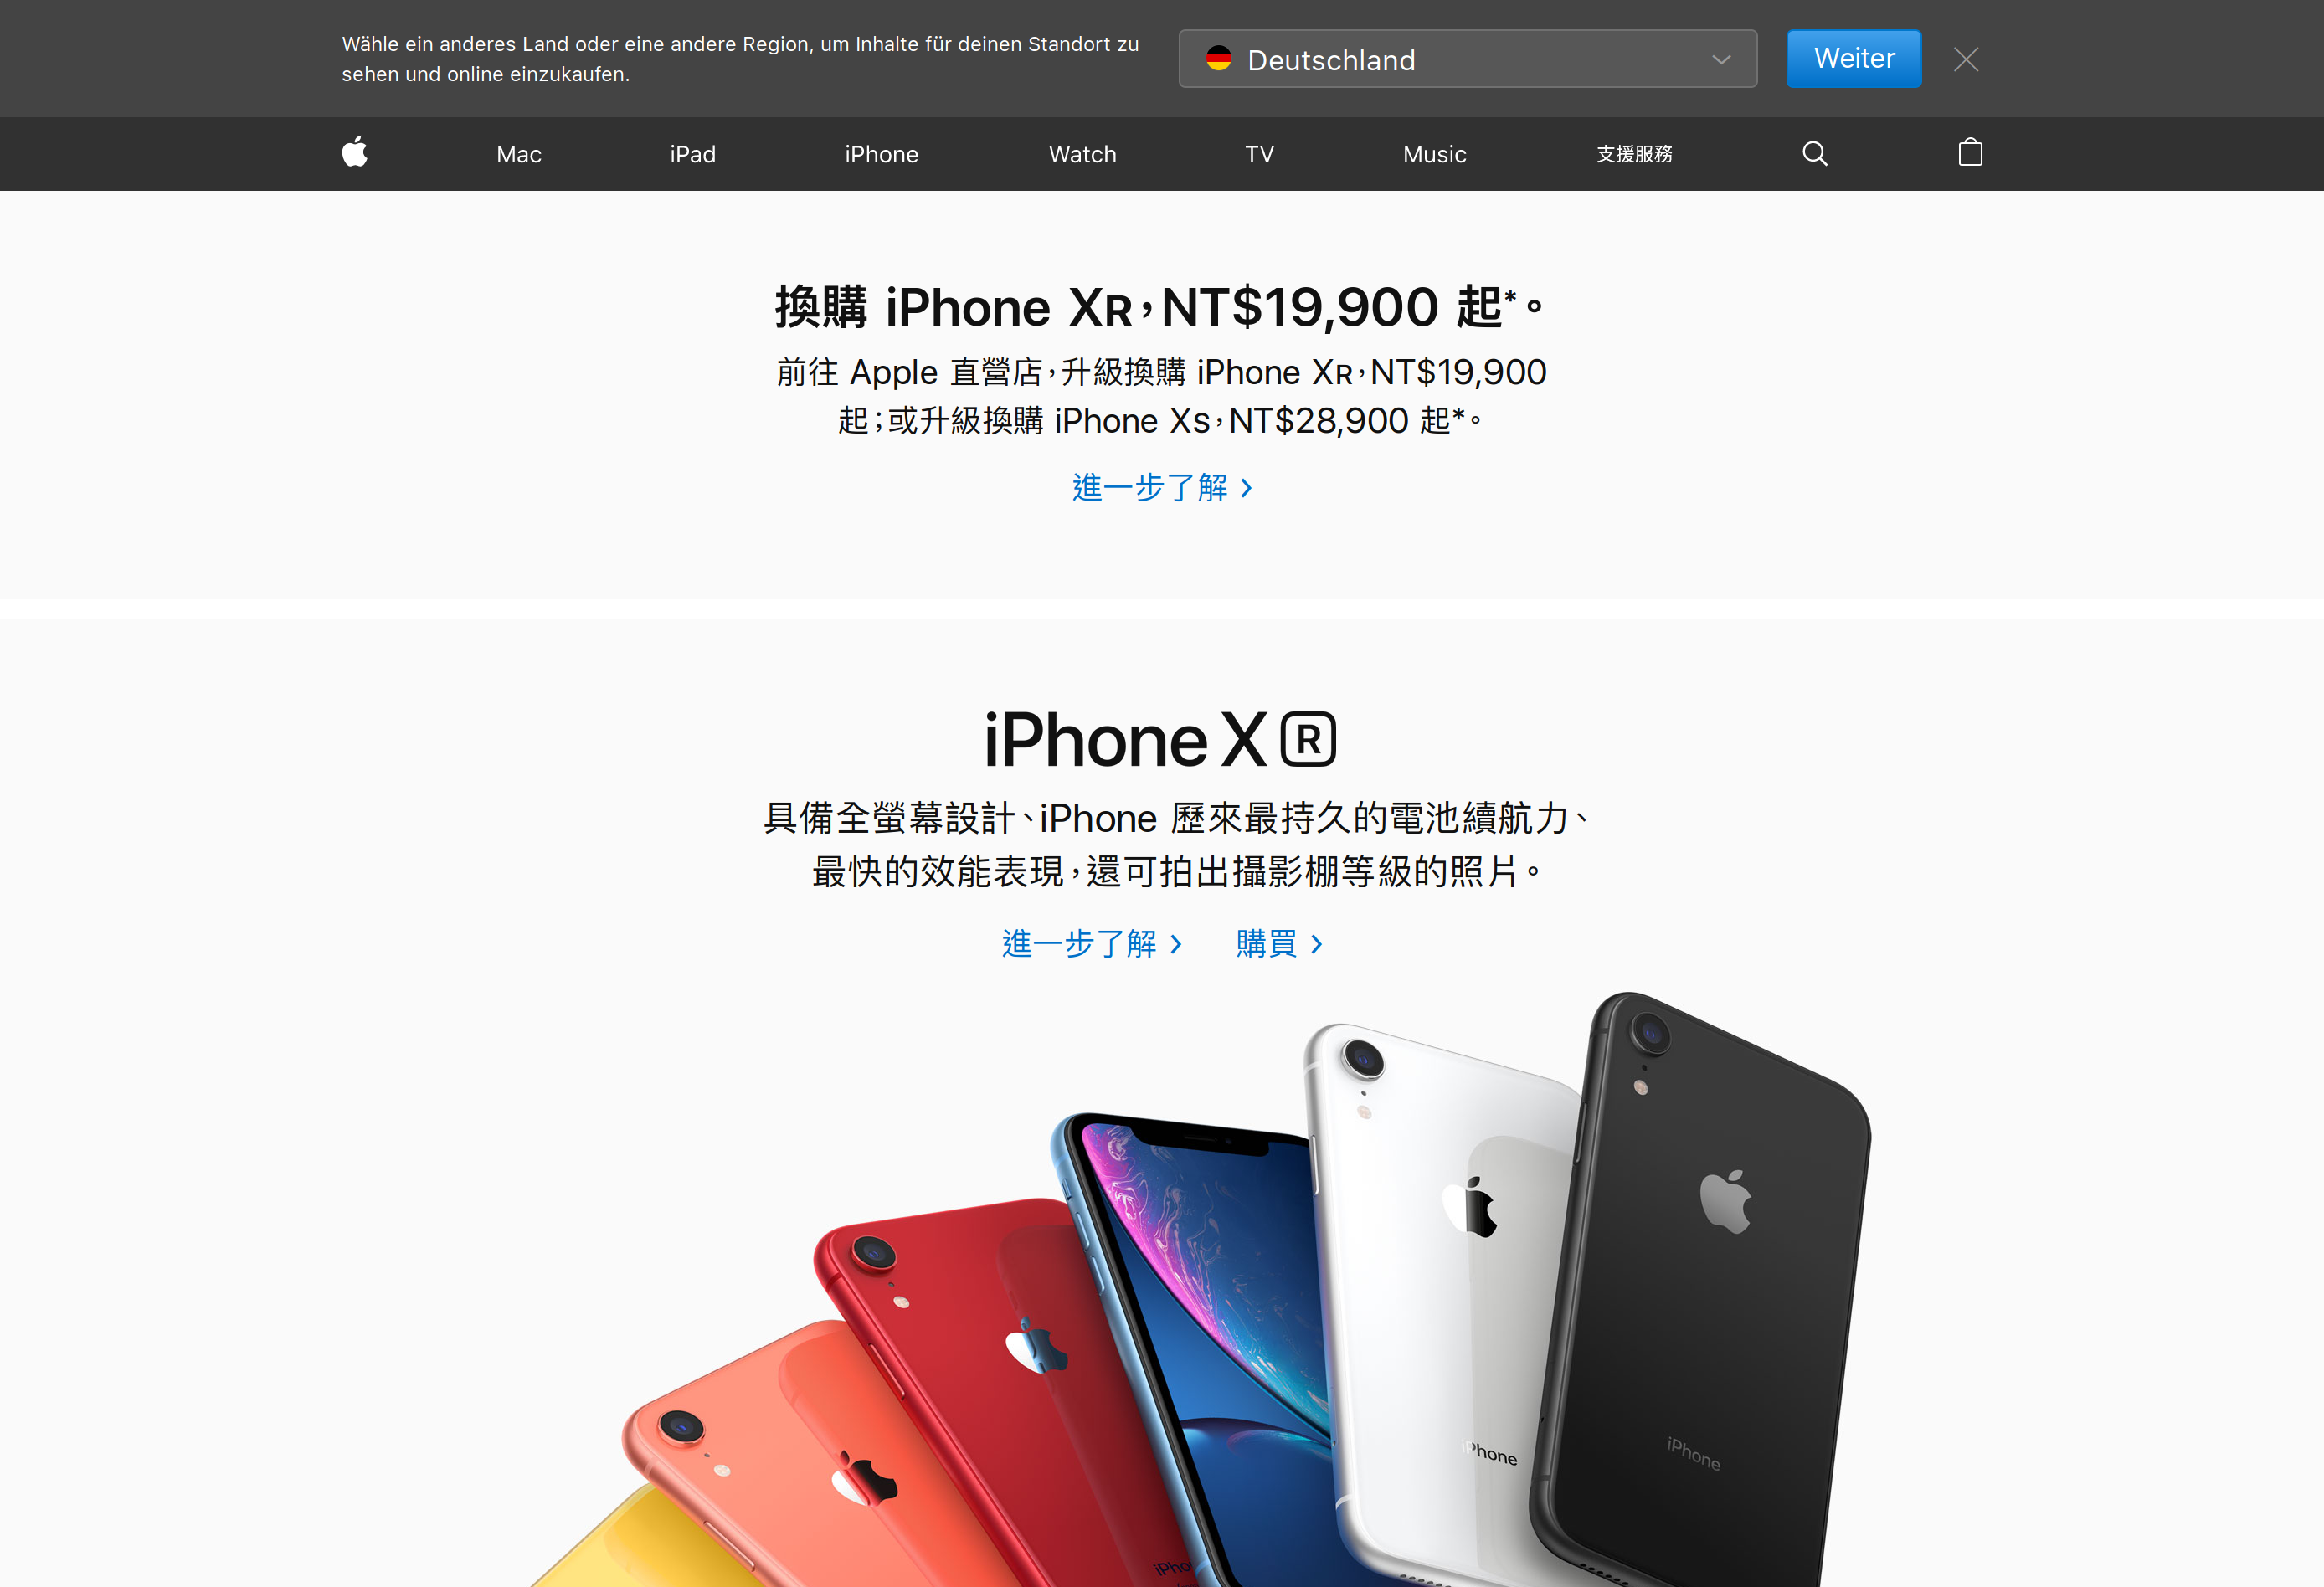 Wähle ein anderes Land oder eine andere Region, um Inhalte für deinen Standort zu
sehen und online einzukaufen.
Deutschland
Weiter
Mac iPad iPhone Watch TV Music 支援服務
換購 iPhone XR，NT$19,900 起*。
前往 Apple 直營店，升級換購 iPhone XR，NT$19,900
起；或升級換購 iPhone XS，NT$28,900 起*。
進一步了解
iPhone XR
具備全螢幕設計、iPhone 歷來最持久的電池續航力、
最快的效能表現，還可拍出攝影棚等級的照片。
進一步了解 購買
iPhone
iPhone